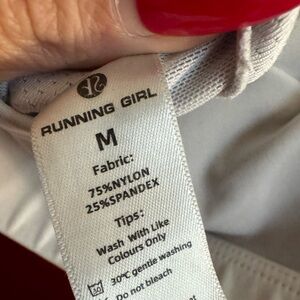 RUNNING GIRL
M
Fabric:
75%NYLON
25%SPANDEX
Tips:
Wash With Like
Colours Only
30℃ gentle washing
Do not bleach